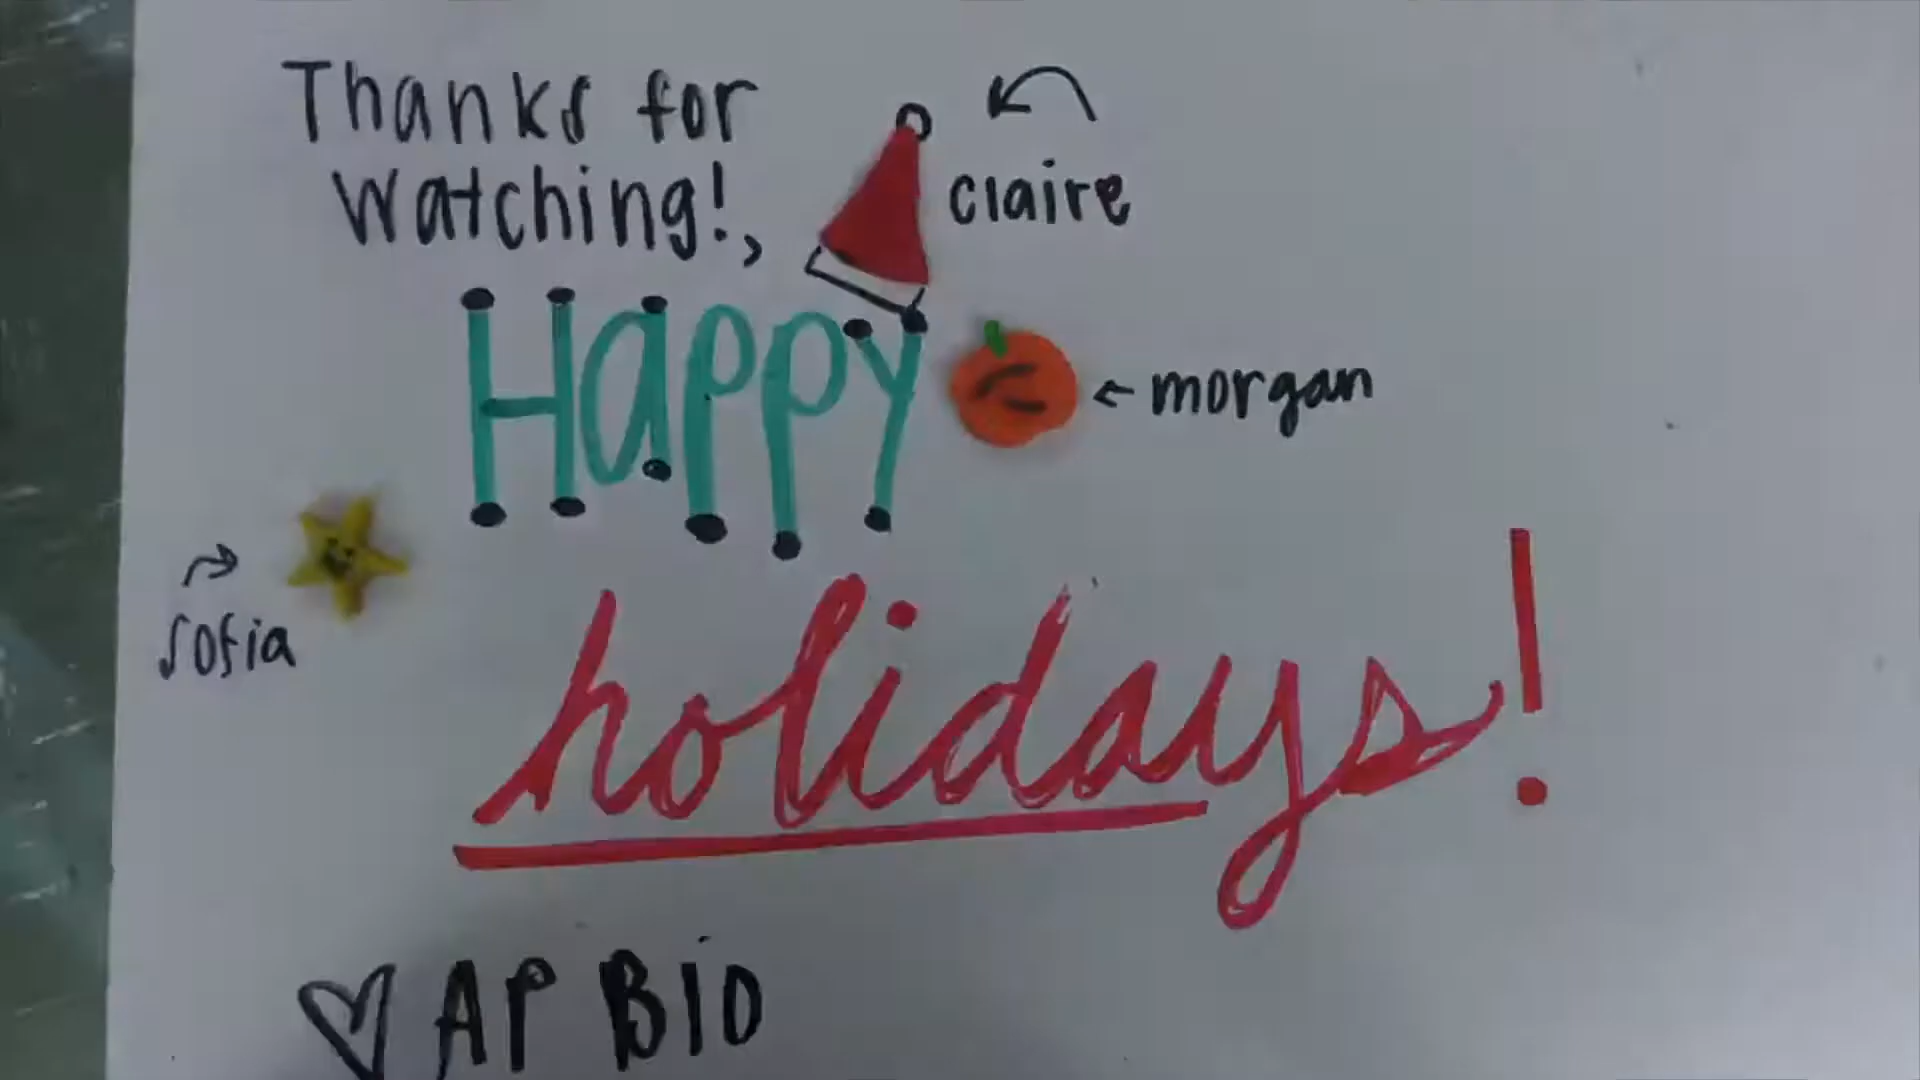 Thanks for
Watching!,
claire
Happy
morgan
sofia
holidays!
AP BIO